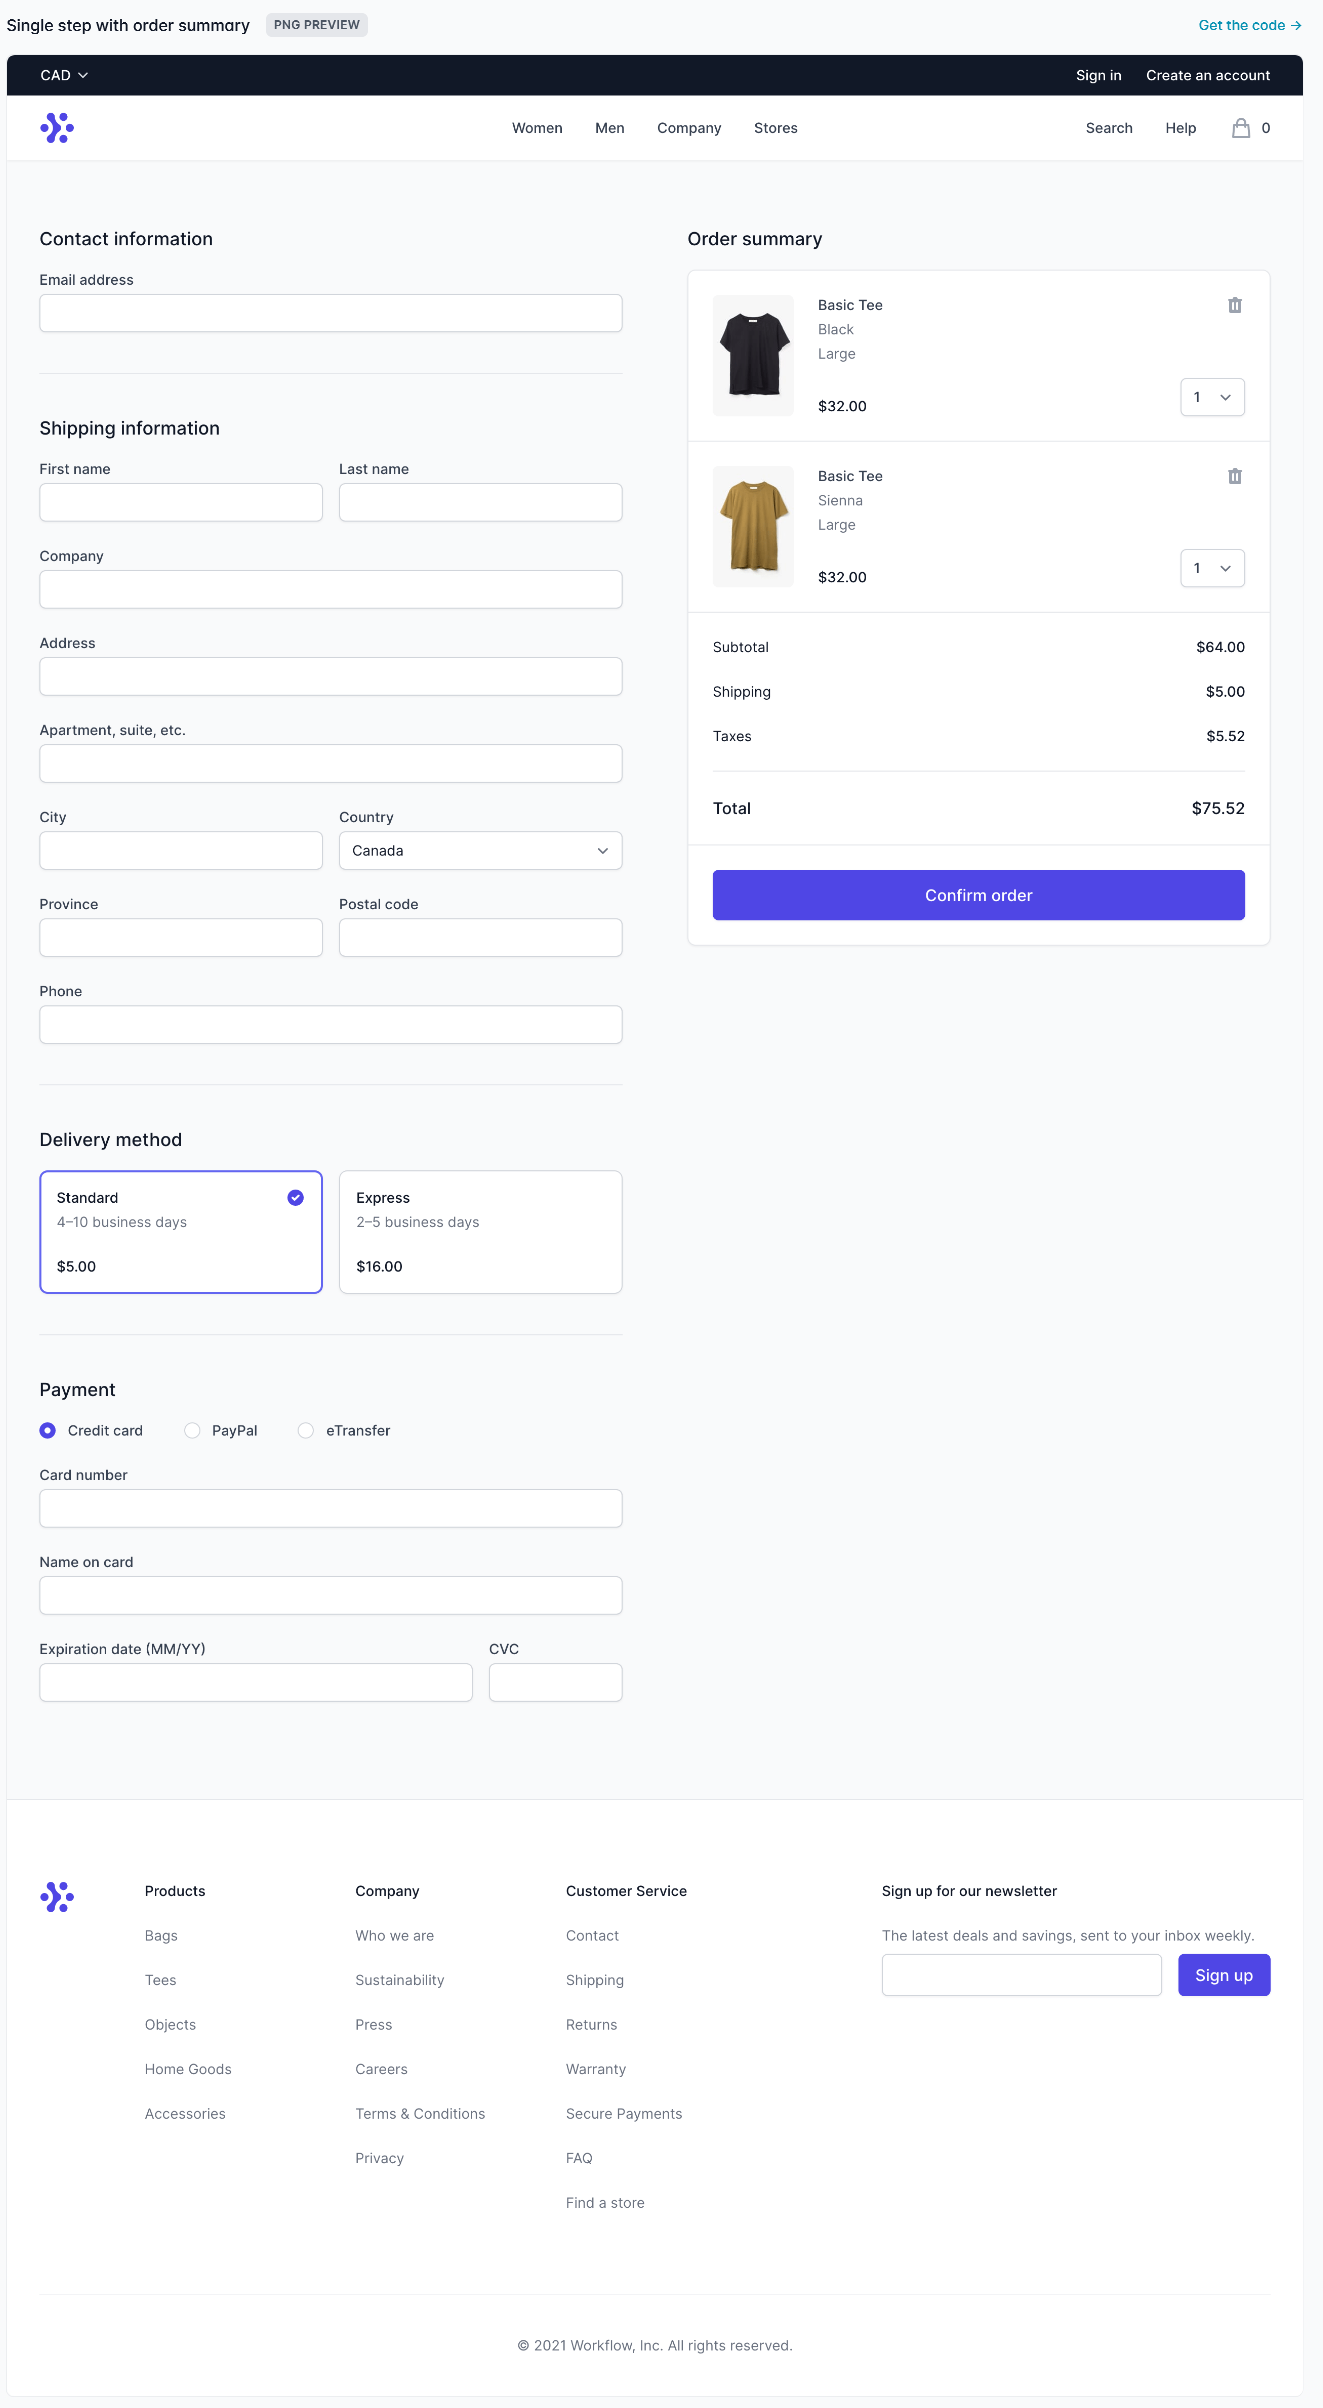 Single step with order summary PNG PREVIEW Get the code →
CAD Sign in Create an account
Women Men Company Stores Search Help 0
Contact information
Email address
Shipping information
First name Last name
Company
Address
Apartment, suite, etc.
City Country
Canada
Province Postal code
Phone
Delivery method
Standard
4–10 business days
$5.00
Express
2–5 business days
$16.00
Payment
Credit card PayPal eTransfer
Card number
Name on card
Expiration date (MM/YY) CVC
Order summary
Basic Tee
Black
Large
$32.00 1
Basic Tee
Sienna
Large
$32.00 1
Subtotal $64.00
Shipping $5.00
Taxes $5.52
Total $75.52
Confirm order
Products
Bags
Tees
Objects
Home Goods
Accessories
Company
Who we are
Sustainability
Press
Careers
Terms & Conditions
Privacy
Customer Service
Contact
Shipping
Returns
Warranty
Secure Payments
FAQ
Find a store
Sign up for our newsletter
The latest deals and savings, sent to your inbox weekly.
Sign up
© 2021 Workflow, Inc. All rights reserved.